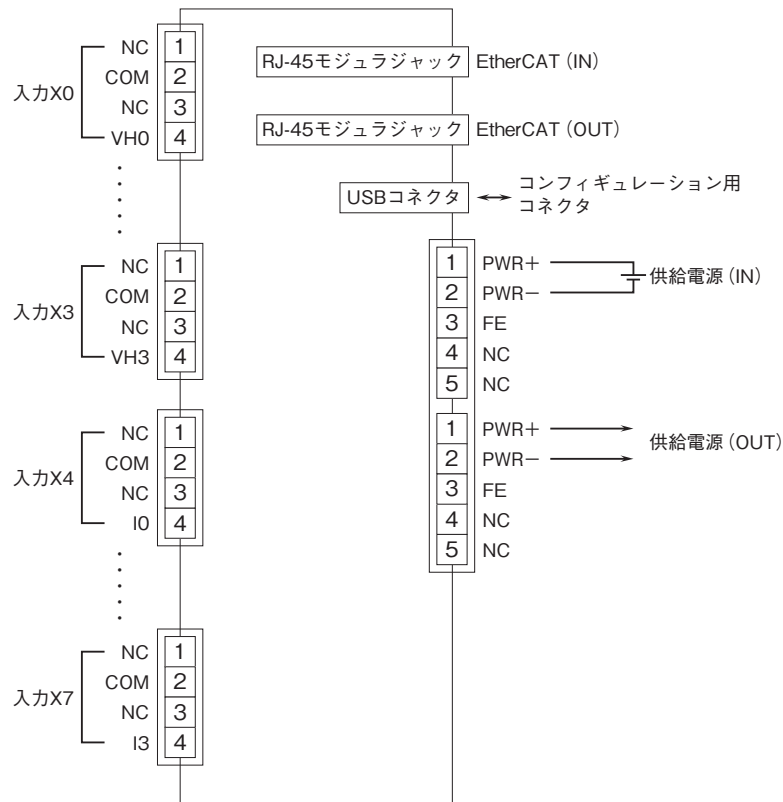 入力X0
NC 1
COM 2
NC 3
VH0 4
入力X3
NC 1
COM 2
NC 3
VH3 4
入力X4
NC 1
COM 2
NC 3
I0 4
入力X7
NC 1
COM 2
NC 3
I3 4
RJ-45モジュラジャック EtherCAT (IN)
RJ-45モジュラジャック EtherCAT (OUT)
USBコネクタ
コンフィギュレーション用
コネクタ
1 PWR+
2 PWR−
3 FE
4 NC
5 NC
供給電源 (IN)
1 PWR+
2 PWR−
3 FE
4 NC
5 NC
供給電源 (OUT)